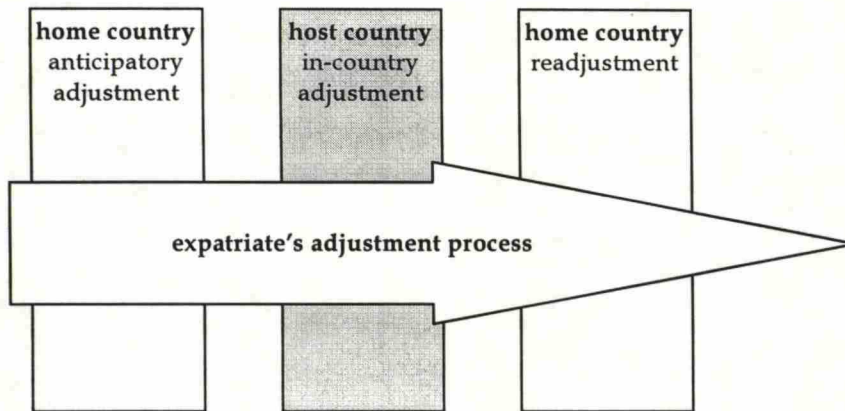 home country
anticipatory
adjustment
host country
in-country
adjustment
home country
readjustment
expatriate's adjustment process